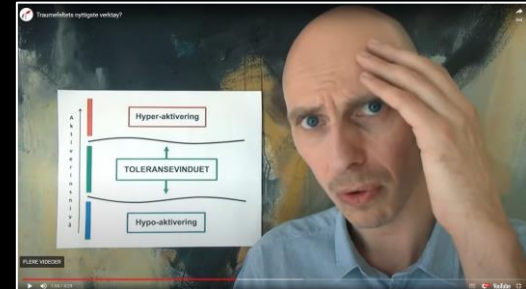 Traumefeltets nyttigste verktøy?
Hyper-aktivering
TOLERANSEVINDUET
Hypo-aktivering
Aktiveringsnivå
FLERE VIDEOER
YouTube